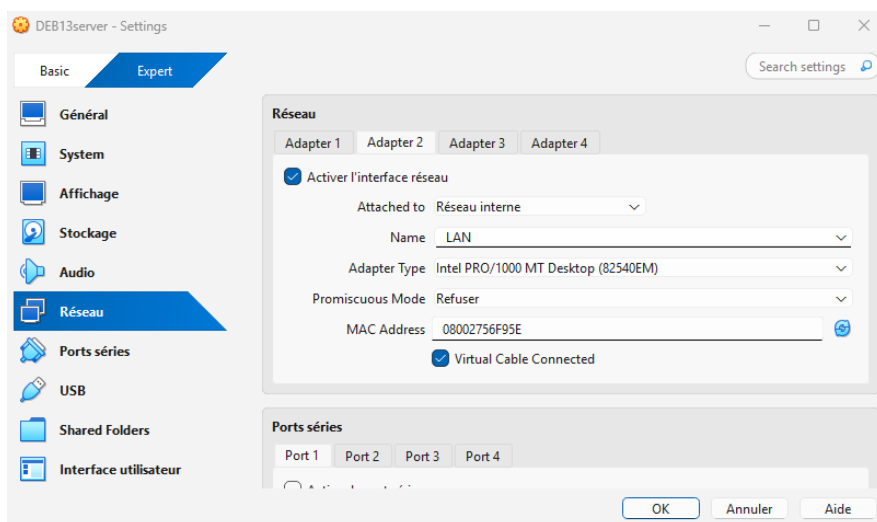 DEB13server - Settings
Basic
Expert
Search settings
Général
System
Affichage
Stockage
Audio
Réseau
Ports séries
USB
Shared Folders
Interface utilisateur
Réseau
Adapter 1
Adapter 2
Adapter 3
Adapter 4
Activer l'interface réseau
Attached to Réseau interne
Name LAN
Adapter Type Intel PRO/1000 MT Desktop (82540EM)
Promiscuous Mode Refuser
MAC Address 08002756F95E
Virtual Cable Connected
Ports séries
Port 1
Port 2
Port 3
Port 4
OK
Annuler
Aide